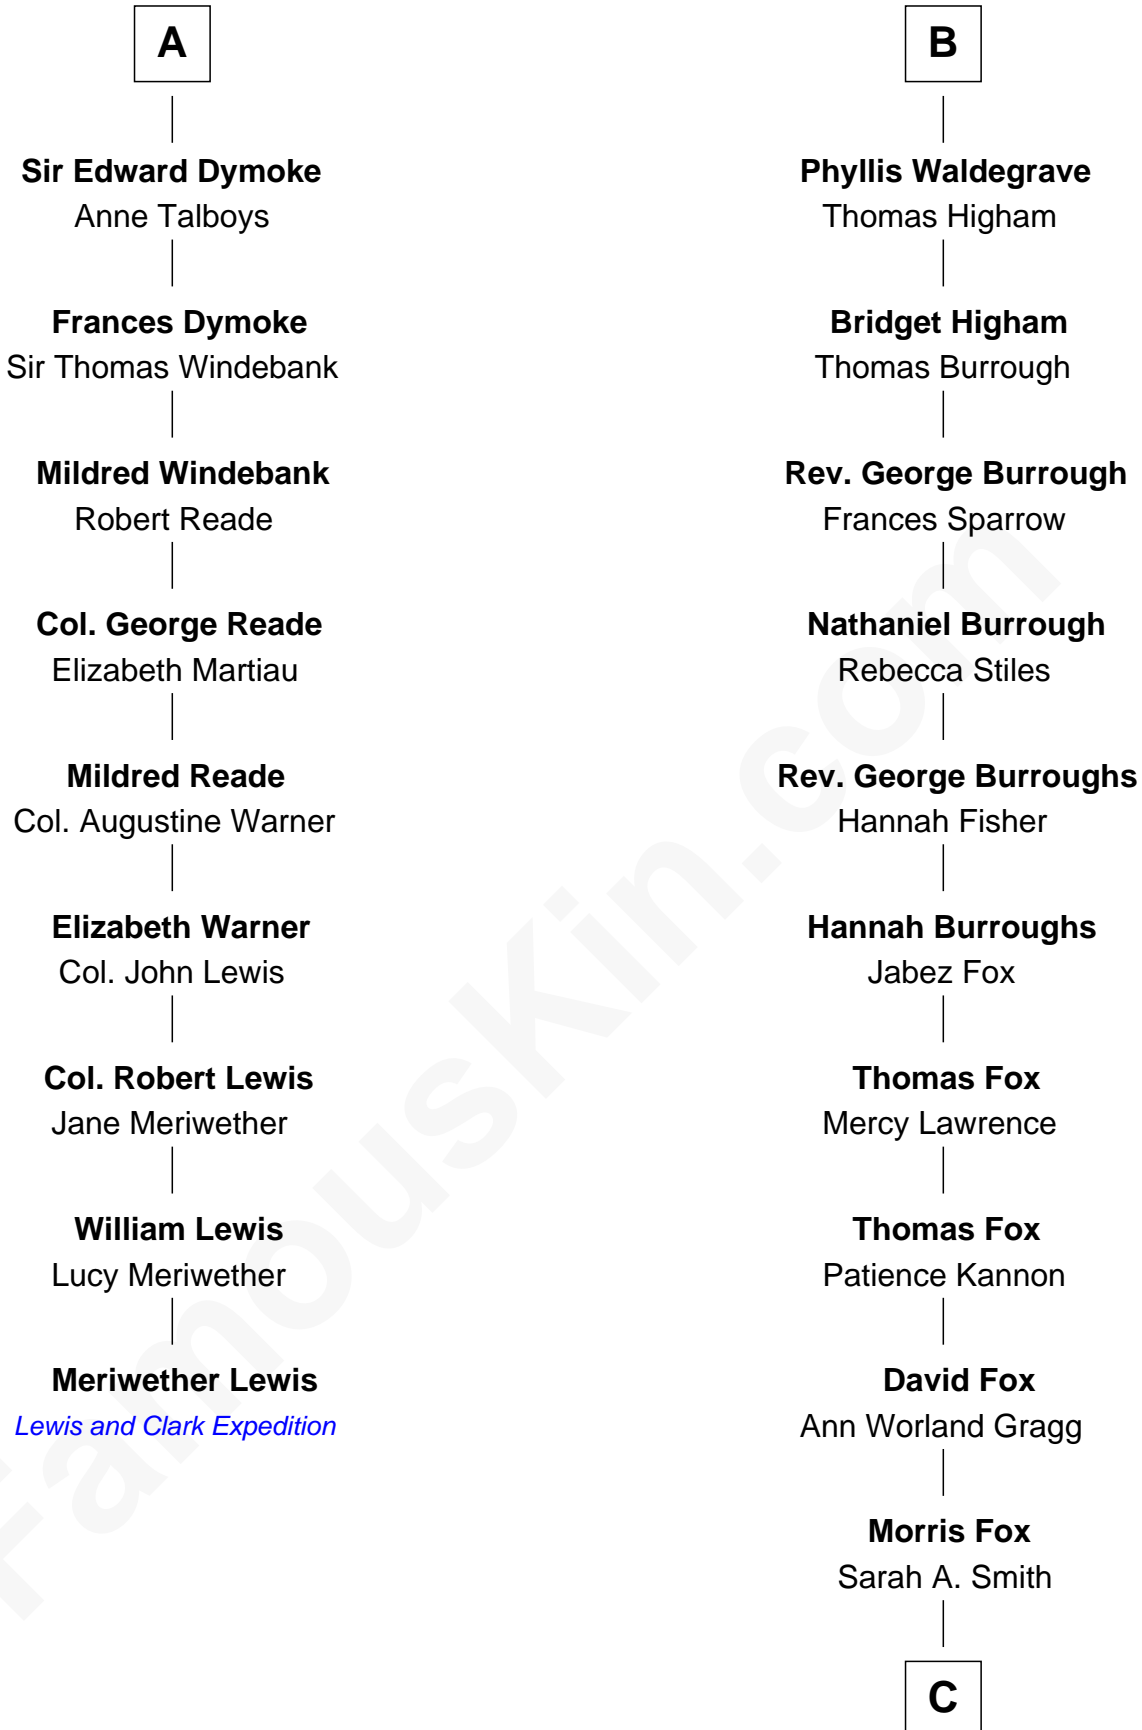 A
Sir Edward Dymoke
Anne Talboys
Frances Dymoke
Sir Thomas Windebank
Mildred Windebank
Robert Reade
Col. George Reade
Elizabeth Martiau
Mildred Reade
Col. Augustine Warner
Elizabeth Warner
Col. John Lewis
Col. Robert Lewis
Jane Meriwether
William Lewis
Lucy Meriwether
Meriwether Lewis
Lewis and Clark Expedition
B
Phyllis Waldegrave
Thomas Higham
Bridget Higham
Thomas Burrough
Rev. George Burrough
Frances Sparrow
Nathaniel Burrough
Rebecca Stiles
Rev. George Burroughs
Hannah Fisher
Hannah Burroughs
Jabez Fox
Thomas Fox
Mercy Lawrence
Thomas Fox
Patience Kannon
David Fox
Ann Worland Gragg
Morris Fox
Sarah A. Smith
C
FamousKin.com